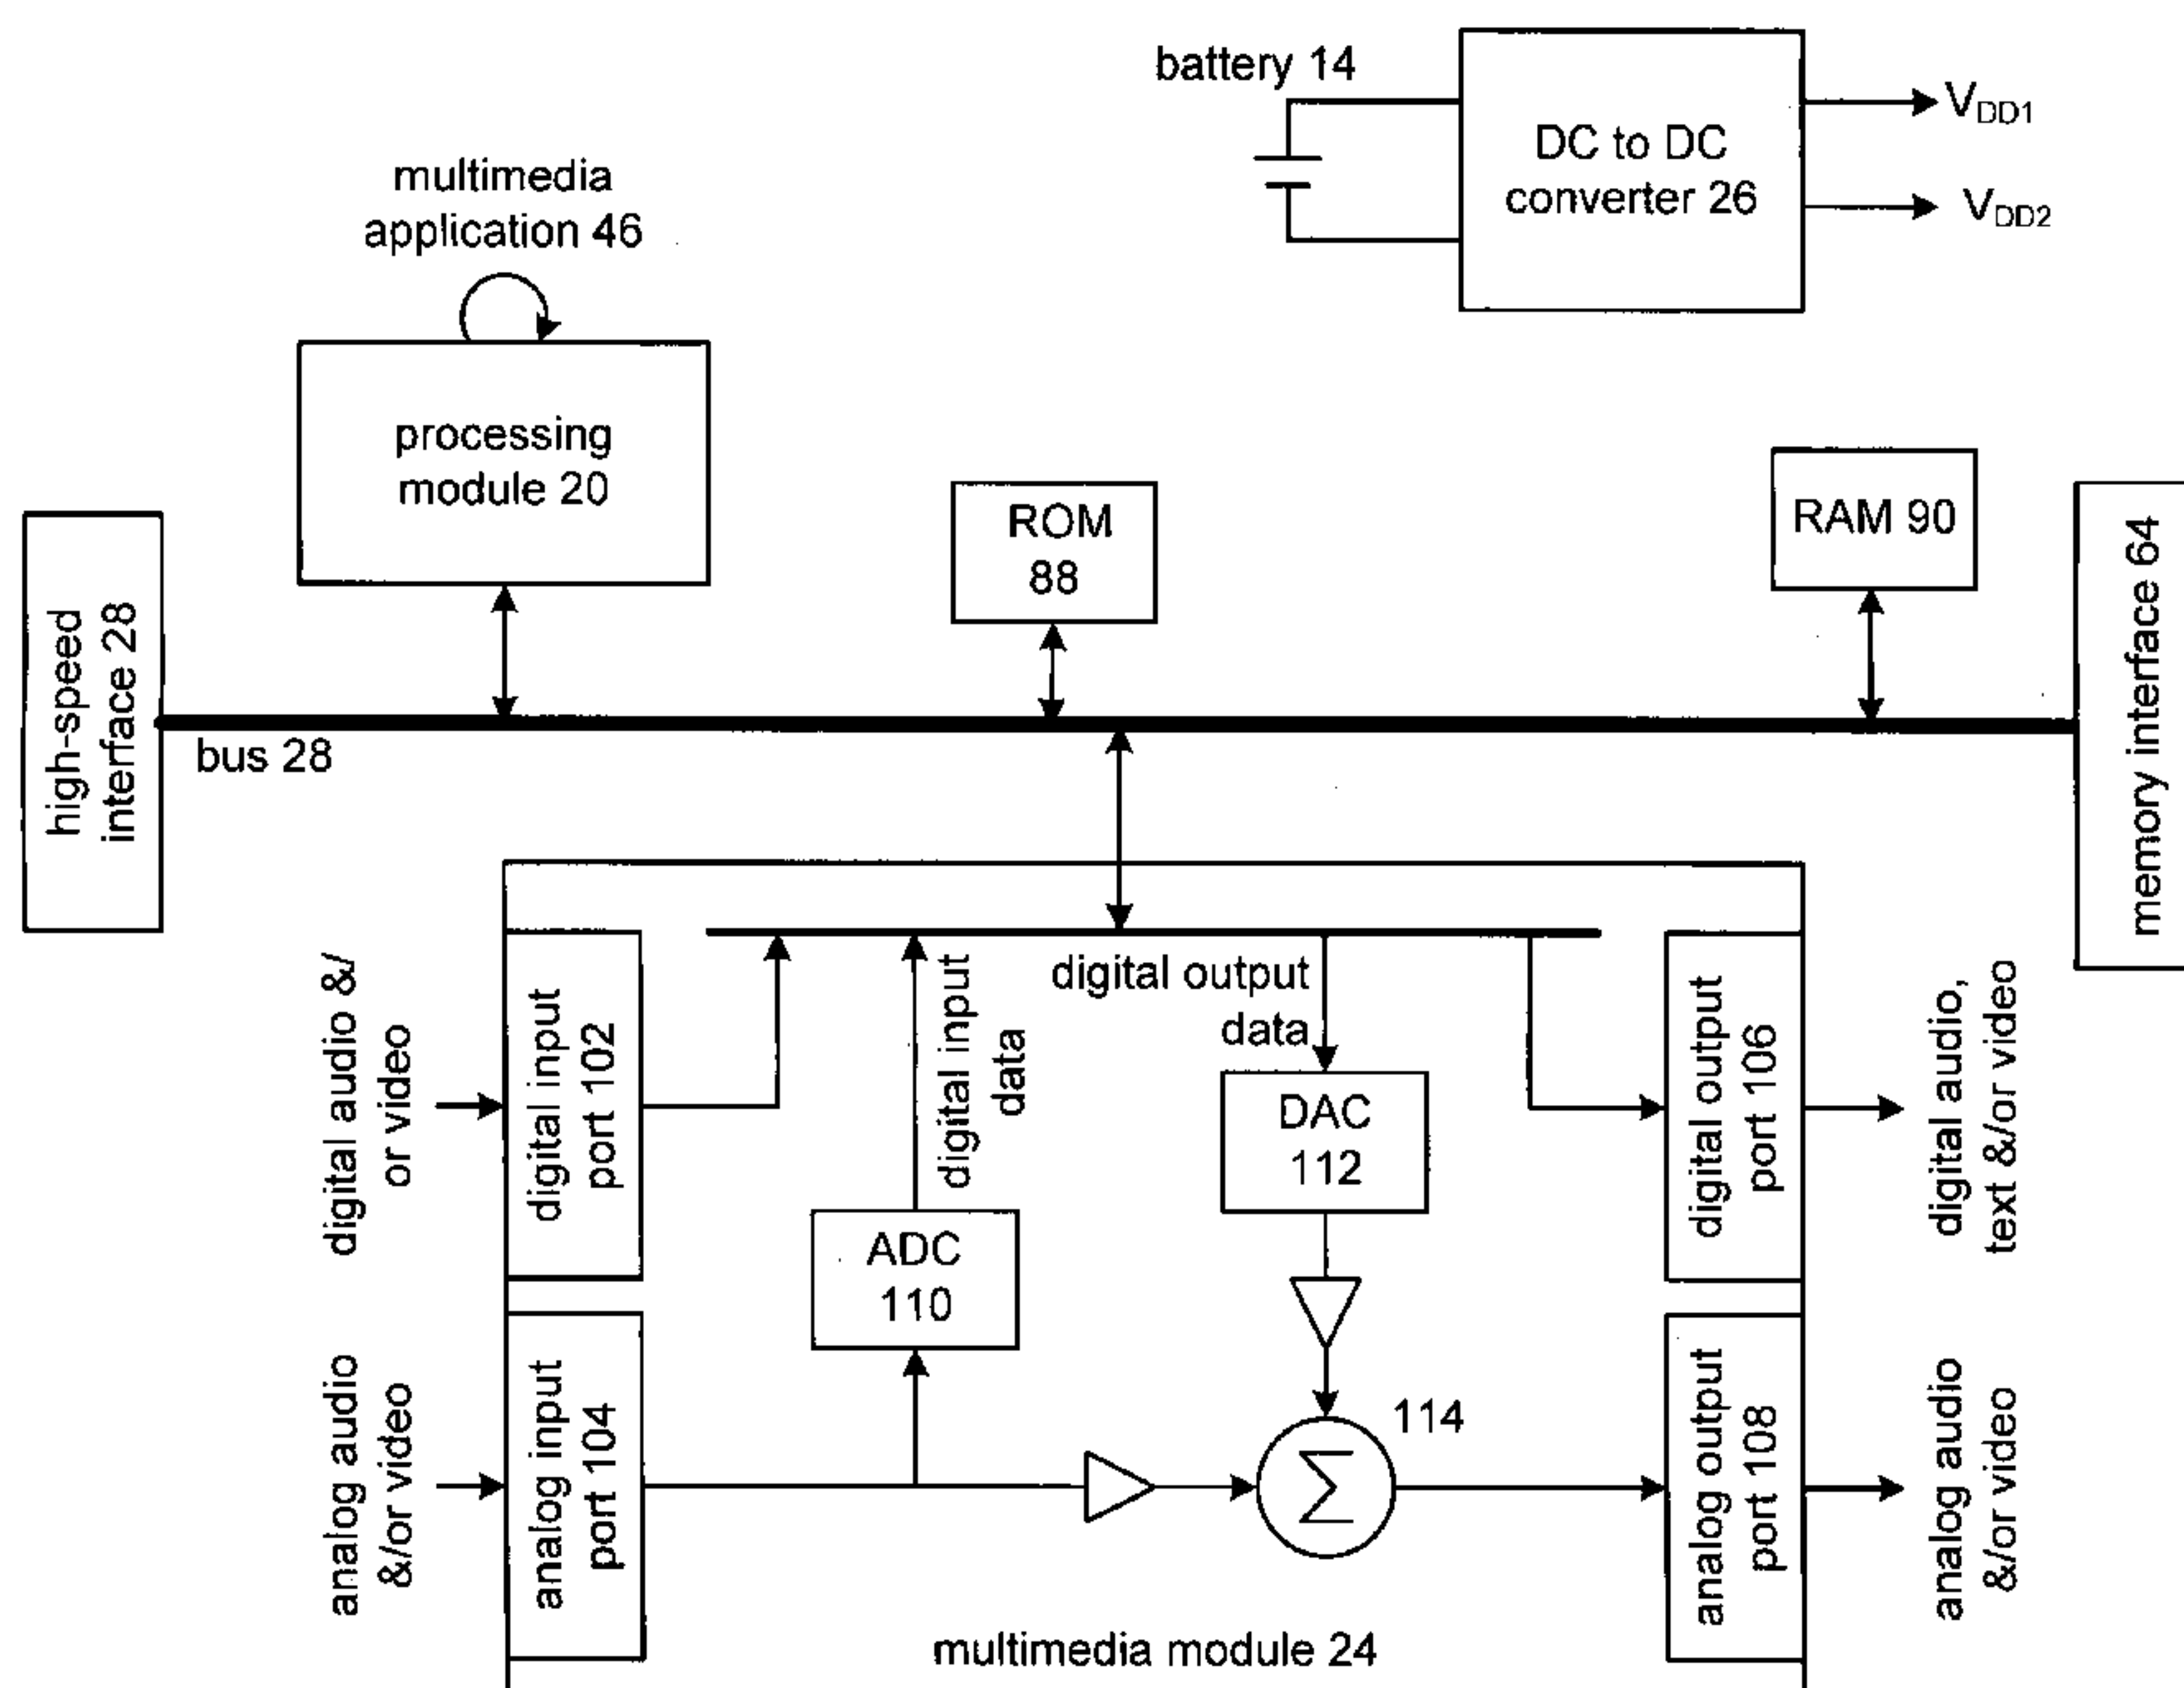 battery 14
DC to DC
converter 26
VDD1
VDD2
multimedia
application 46
processing
module 20
ROM
88
RAM 90
high-speed
interface 28
memory interface 64
bus 28
digital audio &/
or video
digital input
port 102
digital input
data
digital output
data
DAC
112
digital output
port 106
digital audio,
text &/or video
ADC
110
analog audio
&/or video
analog input
port 104
Σ
114
analog output
port 108
analog audio
&/or video
multimedia module 24